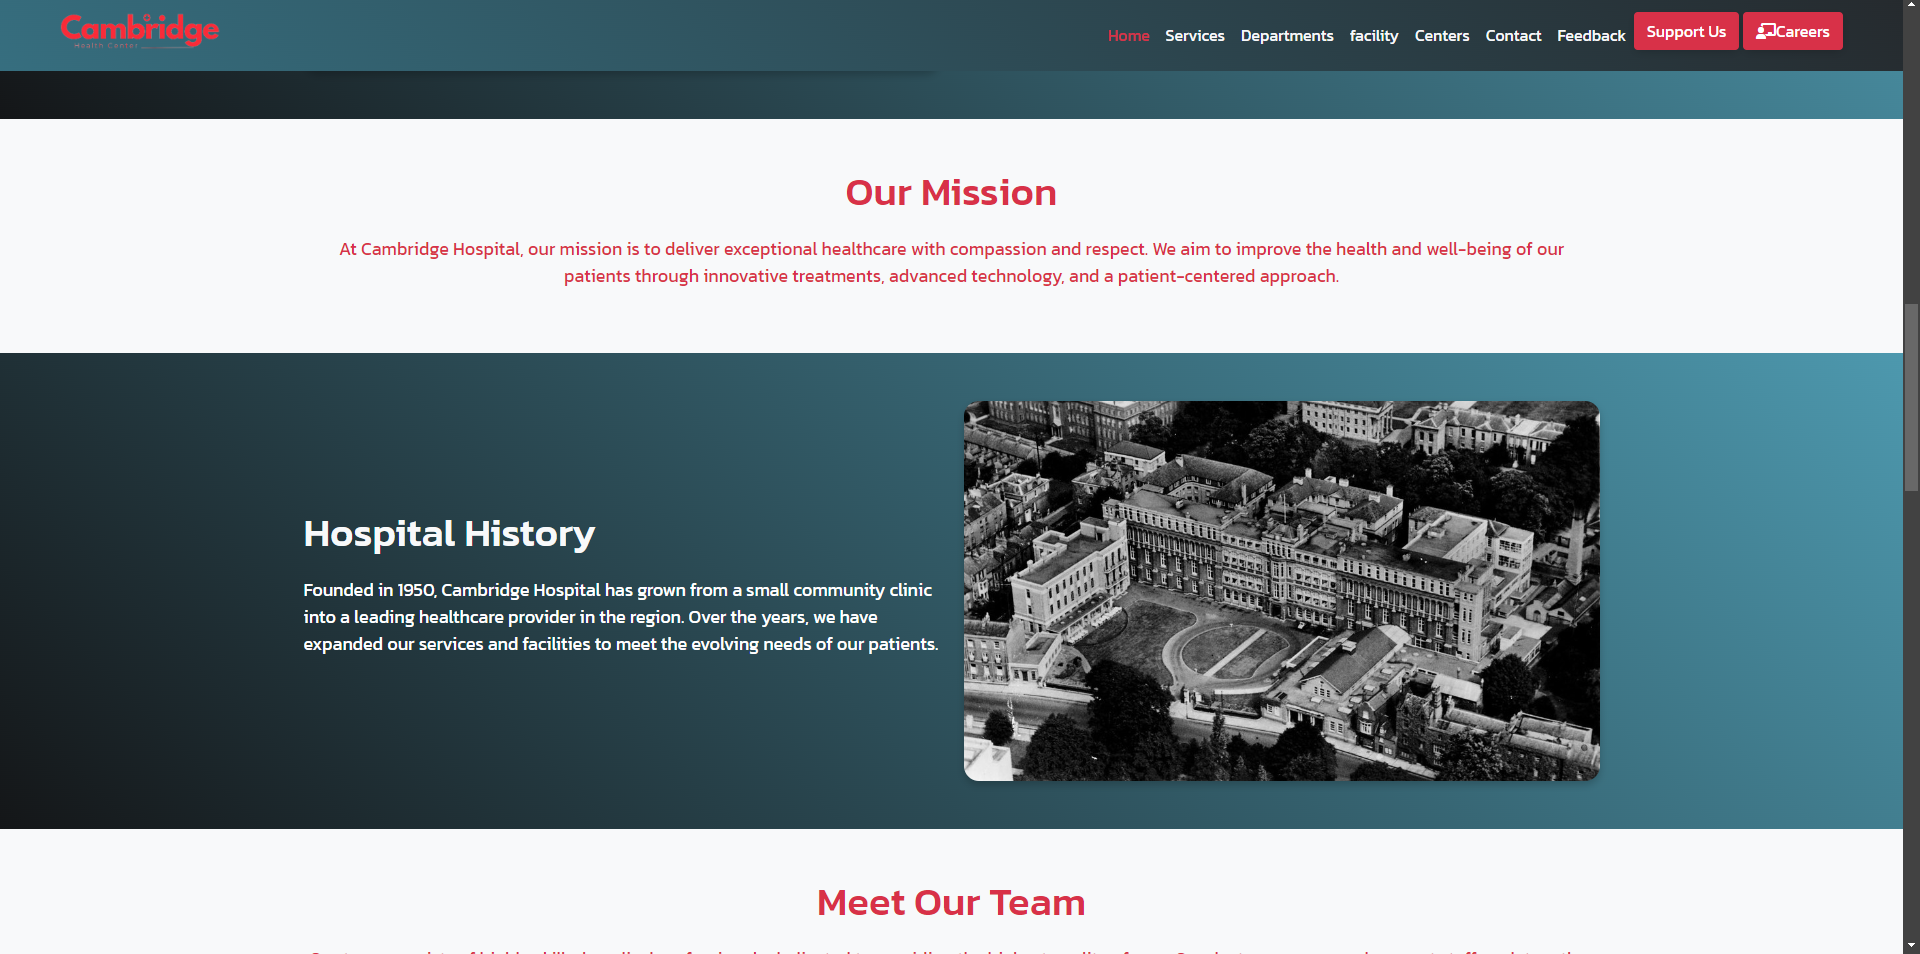 Cambridge
Health Center
Home
Services
Departments
facility
Centers
Contact
Feedback
Support Us
Careers
Our Mission
At Cambridge Hospital, our mission is to deliver exceptional healthcare with compassion and respect. We aim to improve the health and well-being of our
patients through innovative treatments, advanced technology, and a patient-centered approach.
Hospital History
Founded in 1950, Cambridge Hospital has grown from a small community clinic
into a leading healthcare provider in the region. Over the years, we have
expanded our services and facilities to meet the evolving needs of our patients.
Meet Our Team